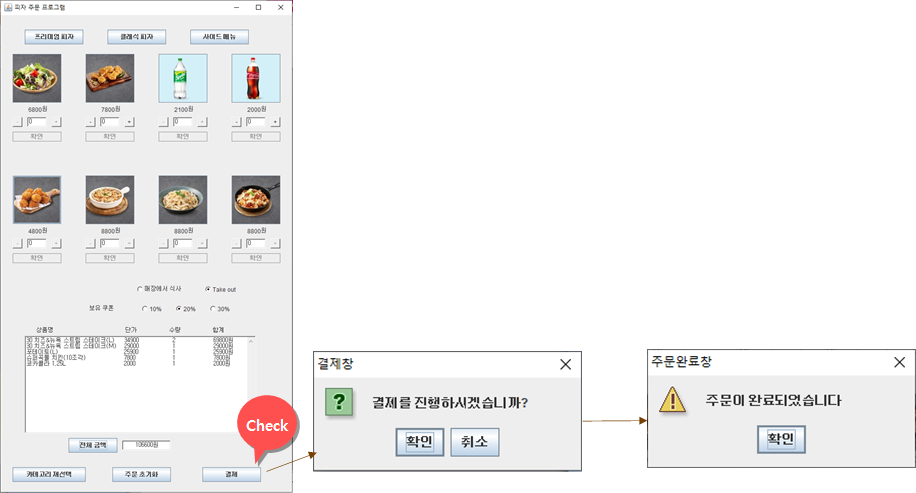 피자 주문 프로그램
프리미엄 피자 클래식 피자 사이드 메뉴
6800원 7800원 2100원 2000원
- 0 + - 0 + - 0 + - 0 +
확인 확인 확인 확인
4800원 8800원 8800원 8800원
- 0 + - 0 + - 0 + - 0 +
확인 확인 확인 확인
매장에서 식사 Take out
보유 쿠폰 10% 20% 30%
상품명 단가 수량 합계
30 치즈&뉴욕 스트립 스테이크(L) 34900 2 69800원
30 치즈&뉴욕 스트립 스테이크(M) 29000 1 29000원
포테이토(L) 25900 1 25900원
슈퍼곡물 치킨(10조각) 7800 1 7800원
코카콜라 1.25L 2000 1 2000원
전체 금액 106600원
카테고리 재선택 주문 초기화 결제
Check
결제창
결제를 진행하시겠습니까?
확인 취소
주문완료창
주문이 완료되었습니다
확인